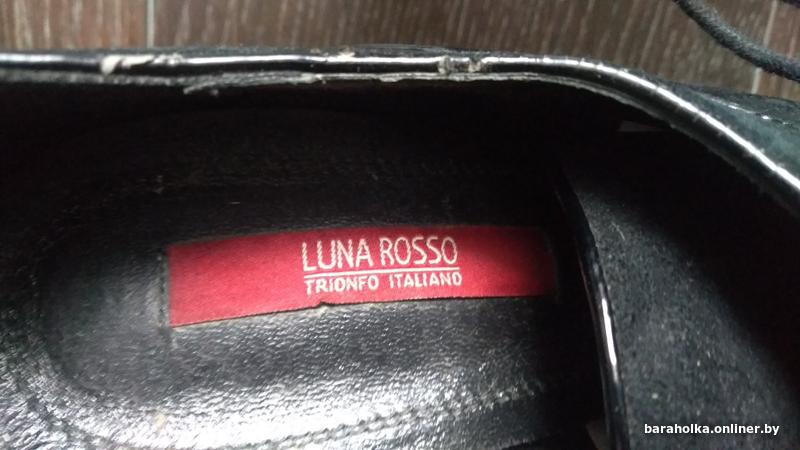 LUNA ROSSO
TRIONFO ITALIANO
baraholka.onliner.by